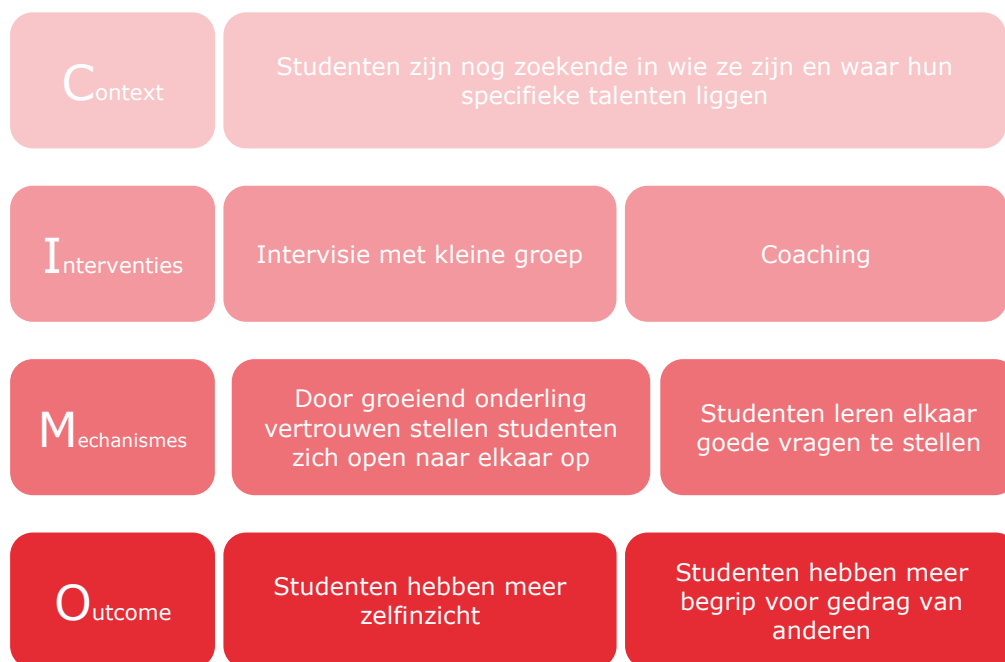 Context
Studenten zijn nog zoekende in wie ze zijn en waar hun
specifieke talenten liggen
Interventies
Intervisie met kleine groep
Coaching
Mechanismes
Door groeiend onderling
vertrouwen stellen studenten
zich open naar elkaar op
Studenten leren elkaar
goede vragen te stellen
Outcome
Studenten hebben meer
zelfinzicht
Studenten hebben meer
begrip voor gedrag van
anderen